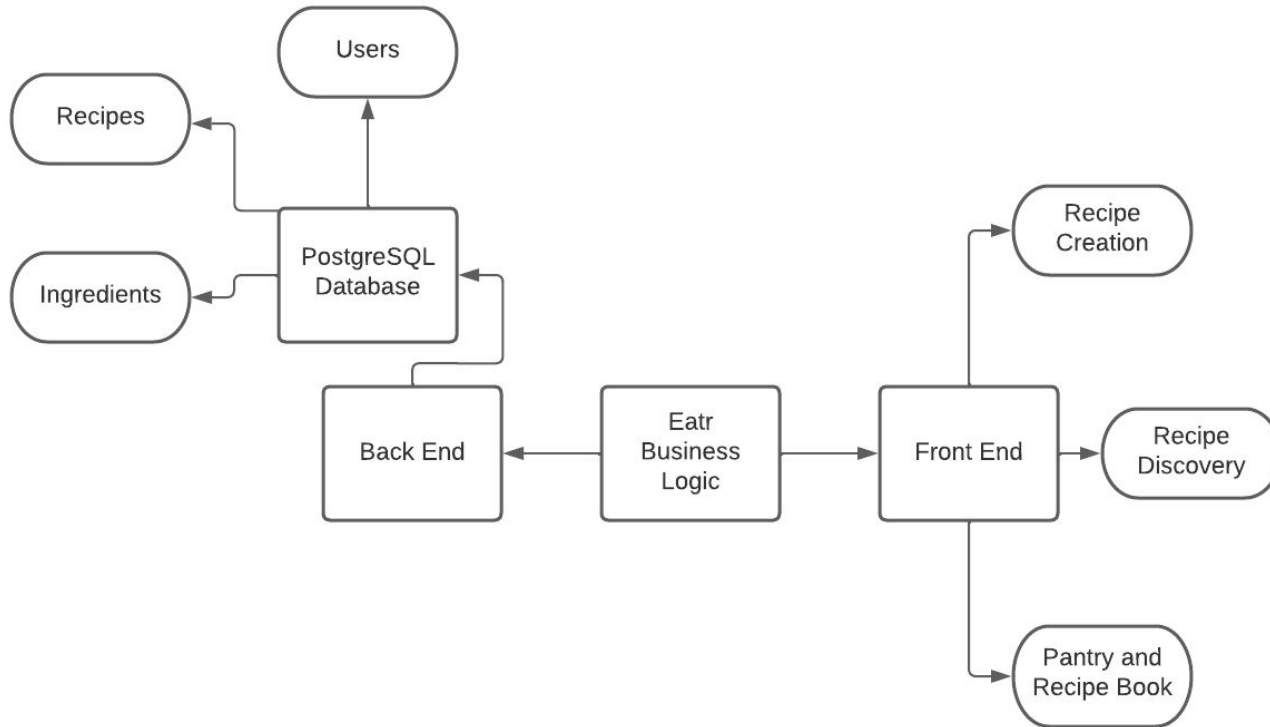 Users
Recipes
PostgreSQL
Database
Ingredients
Recipe
Creation
Back End
Eatr
Business
Logic
Front End
Recipe
Discovery
Pantry and
Recipe Book